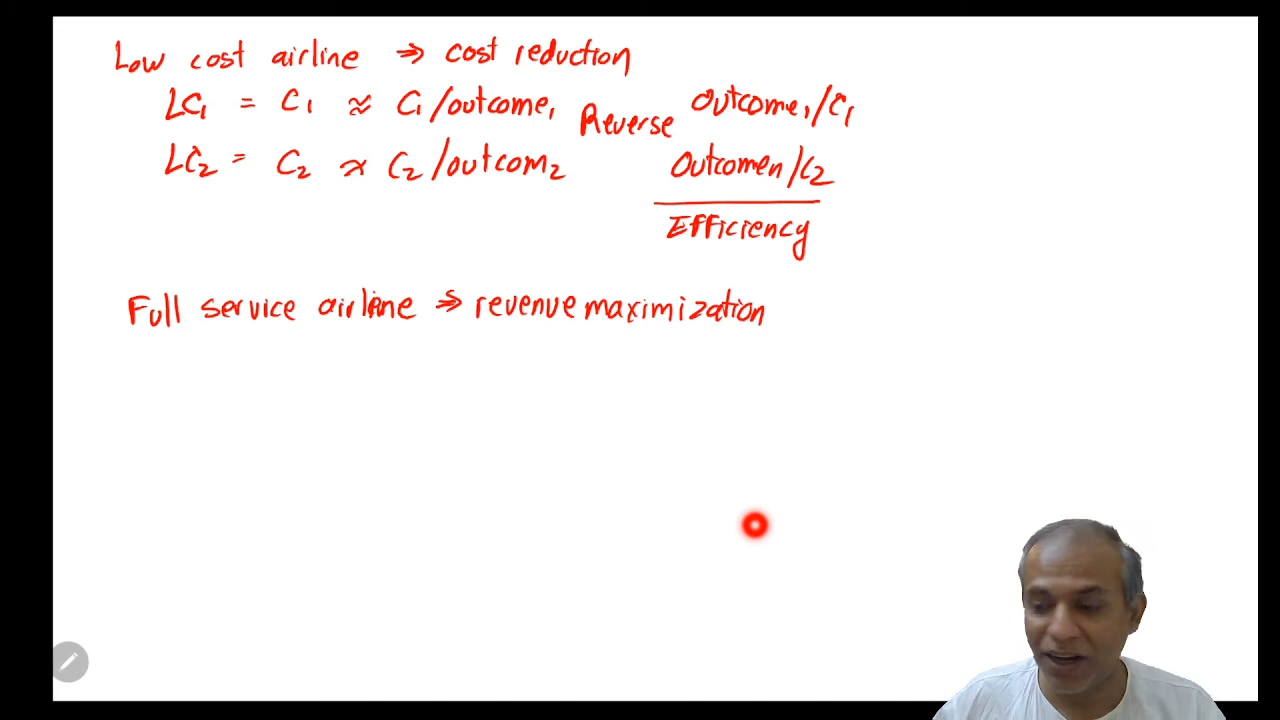 Low cost airline ⇒ cost reduction
LC1 = C1 ≈ C1/outcome1 Reverse Outcome1/C1
LC2 = C2 ≈ C2/outcom2 Outcomen/C2
Efficiency
Full service airline ⇒ revenue maximization